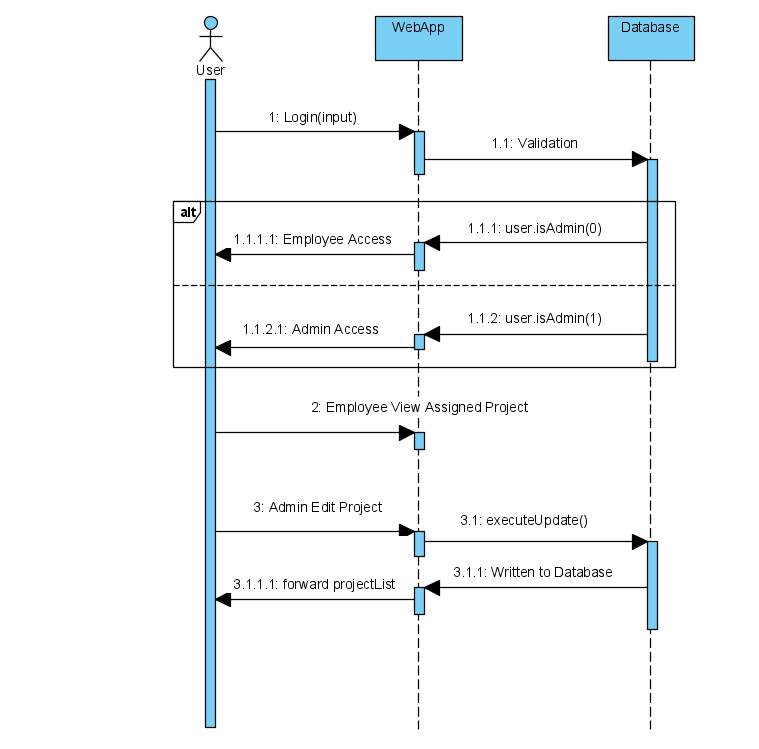 User
WebApp
Database
1: Login(input)
1.1: Validation
alt
1.1.1: user.isAdmin(0)
1.1.1.1: Employee Access
1.1.2: user.isAdmin(1)
1.1.2.1: Admin Access
2: Employee View Assigned Project
3: Admin Edit Project
3.1: executeUpdate()
3.1.1: Written to Database
3.1.1.1: forward projectList